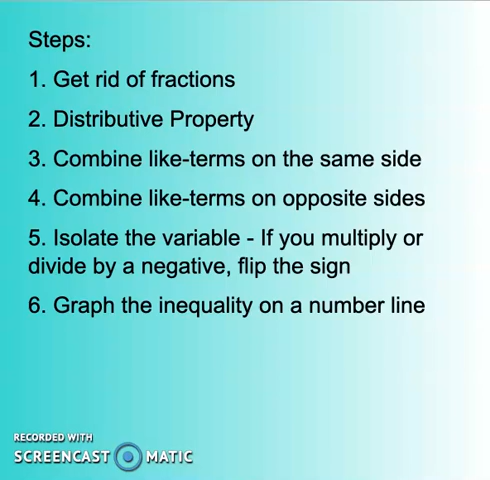 Steps:
1. Get rid of fractions
2. Distributive Property
3. Combine like-terms on the same side
4. Combine like-terms on opposite sides
5. Isolate the variable - If you multiply or
divide by a negative, flip the sign
6. Graph the inequality on a number line
RECORDED WITH
SCREENCAST MATIC